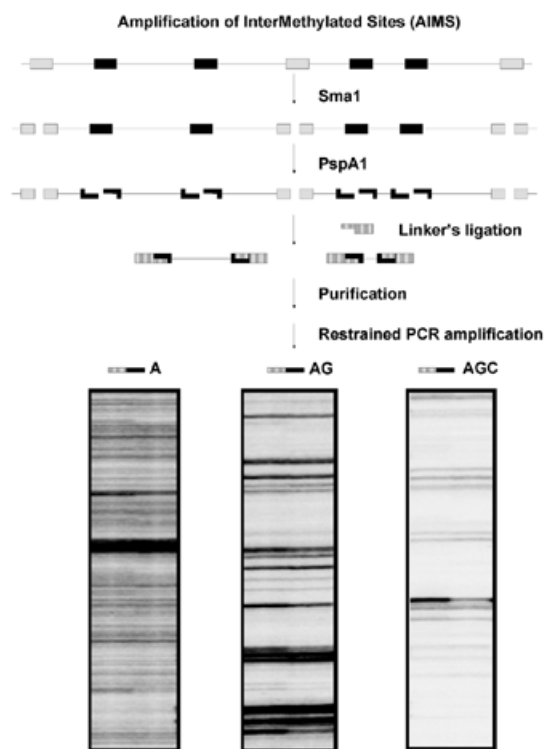 Amplification of InterMethylated Sites (AIMS)
Sma1
PspA1
Linker's ligation
Purification
Restrained PCR amplification
A
AG
AGC